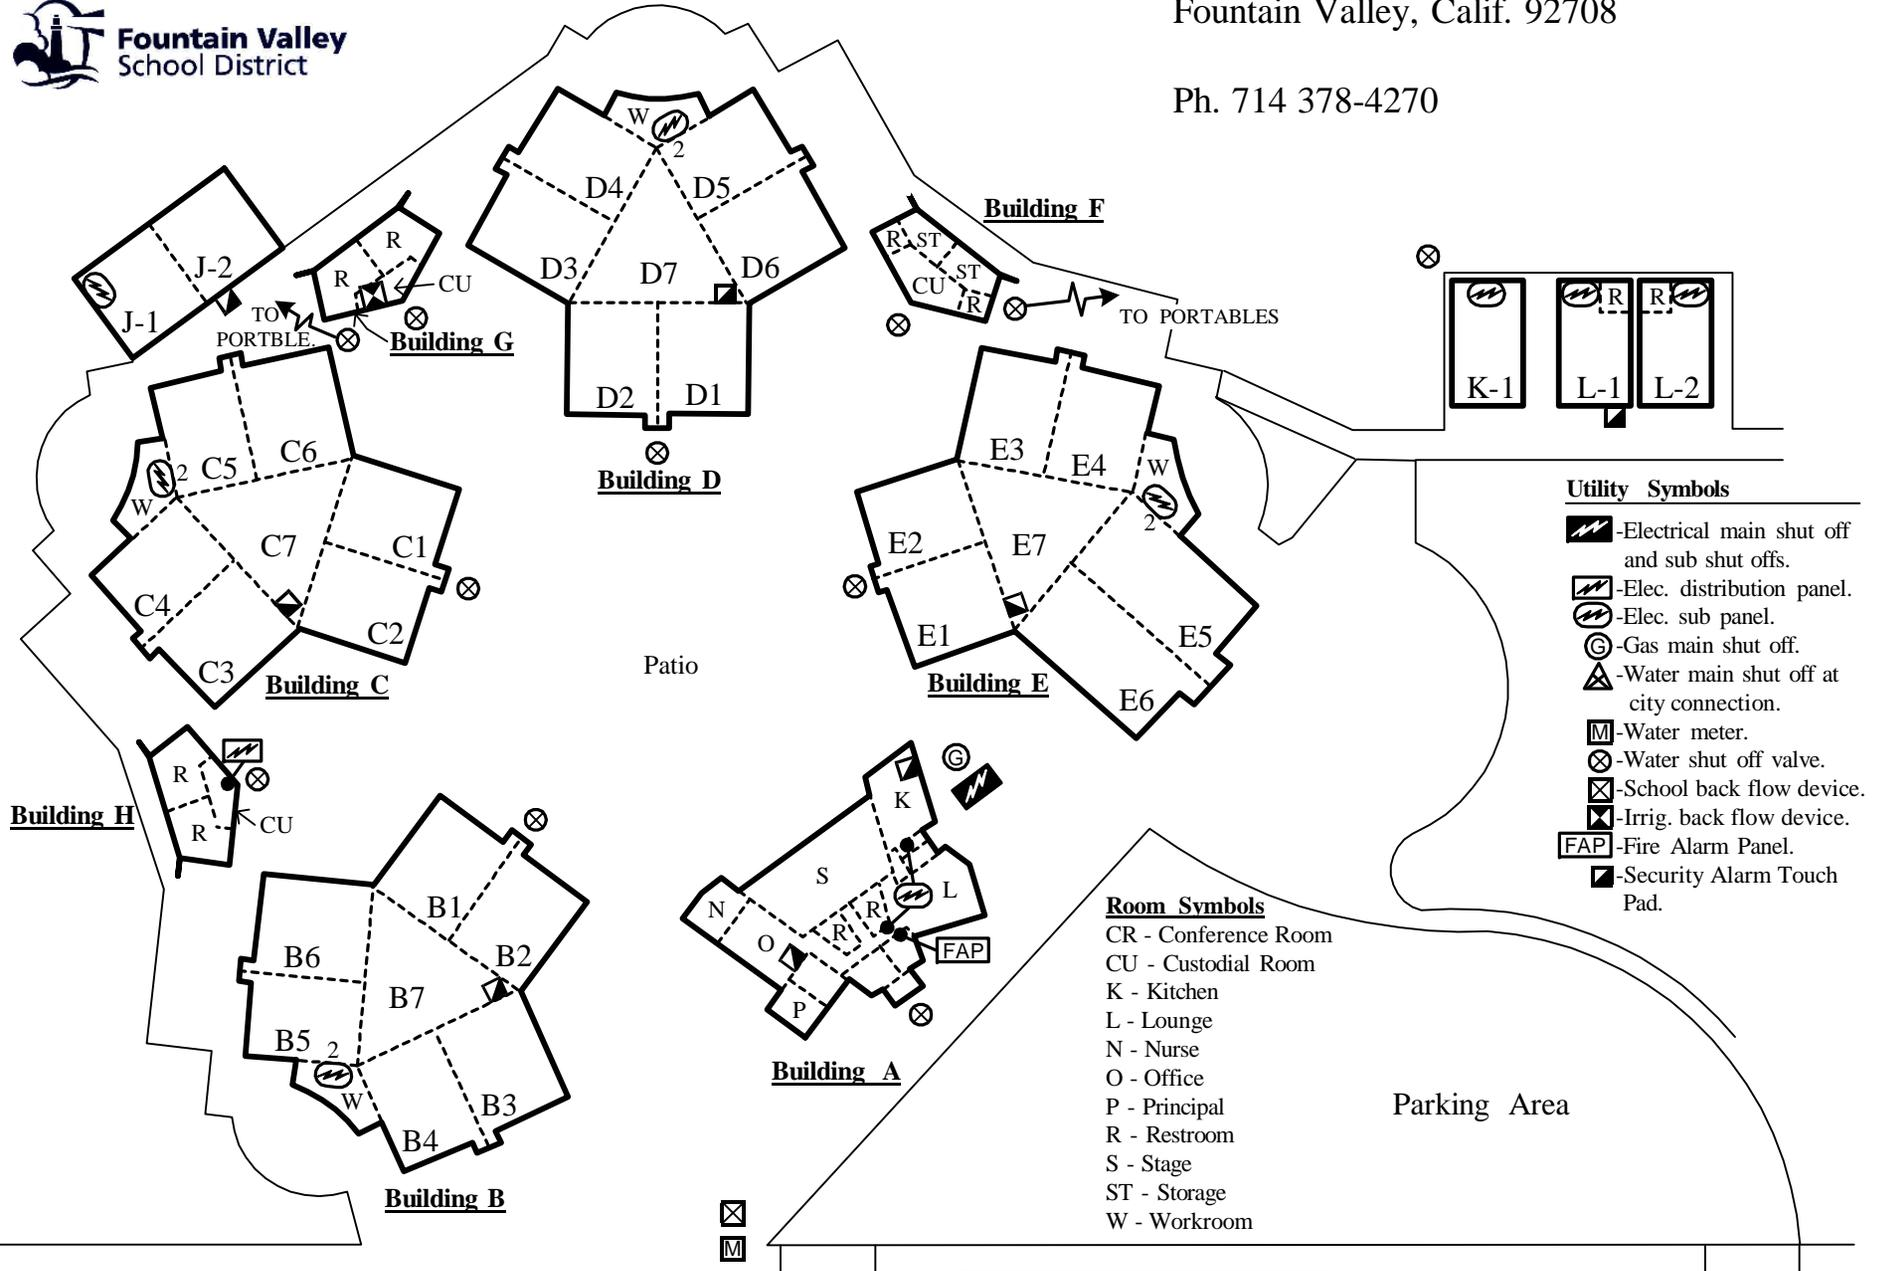 Fountain Valley
School District
Fountain Valley, Calif. 92708
Ph. 714 378-4270
W
2
D4
D5
D3
D7
D6
D2
D1
Building D
J-2
J-1
R
R
CU
TO
PORTBLE.
Building G
Building F
R
ST
ST
CU
R
TO PORTABLES
R
R
K-1
L-1
L-2
C5
C6
2
W
C7
C1
C4
C2
C3
Building C
E3
E4
W
2
E2
E7
E1
E5
E6
Building E
Patio
Utility Symbols
-Electrical main shut off
and sub shut offs.
-Elec. distribution panel.
-Elec. sub panel.
G -Gas main shut off.
-Water main shut off at
city connection.
M -Water meter.
-Water shut off valve.
-School back flow device.
-Irrig. back flow device.
FAP -Fire Alarm Panel.
-Security Alarm Touch
Pad.
R
R
CU
Building H
B1
B2
B6
B7
B5
2
W
B3
B4
Building B
G
K
S
L
N
R
R
O
FAP
P
Building A
Room Symbols
CR - Conference Room
CU - Custodial Room
K - Kitchen
L - Lounge
N - Nurse
O - Office
P - Principal
R - Restroom
S - Stage
ST - Storage
W - Workroom
Parking Area
M